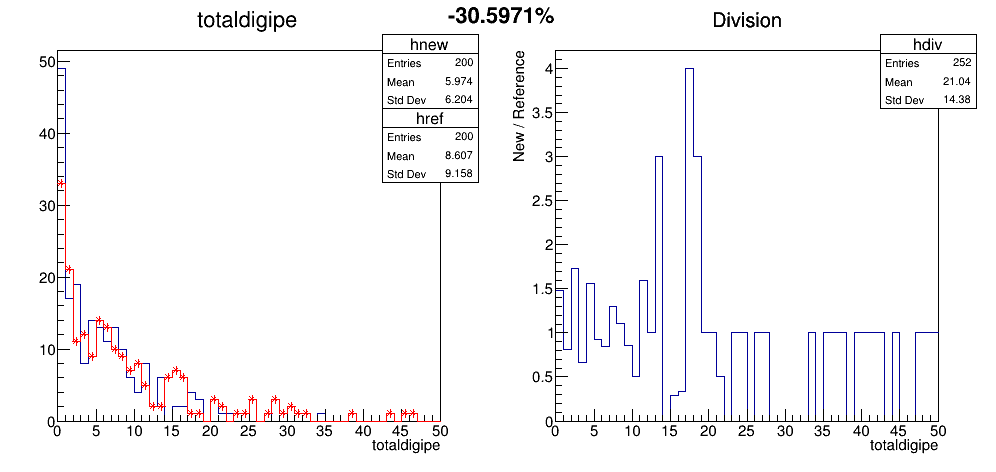 -30.5971%
totaldigipe
hnew
Entries 200
Mean 5.974
Std Dev 6.204
href
Entries 200
Mean 8.607
Std Dev 9.158
50
40
30
20
10
0
0 5 10 15 20 25 30 35 40 45 50
totaldigipe
Division
hdiv
Entries 252
Mean 21.04
Std Dev 14.38
New / Reference
4
3.5
3
2.5
2
1.5
1
0.5
0
0 5 10 15 20 25 30 35 40 45 50
totaldigipe